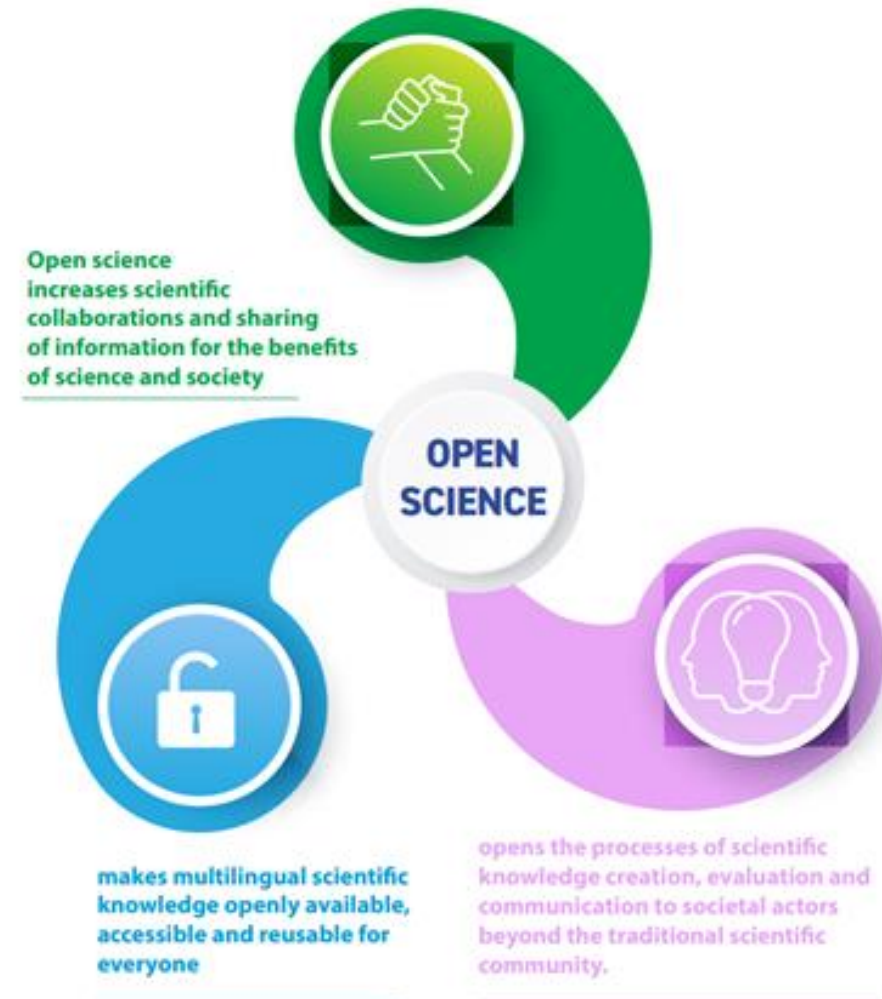 Open science
increases scientific
collaborations and sharing
of information for the benefits
of science and society
OPEN
SCIENCE
makes multilingual scientific
knowledge openly available,
accessible and reusable for
everyone
opens the processes of scientific
knowledge creation, evaluation and
communication to societal actors
beyond the traditional scientific
community.